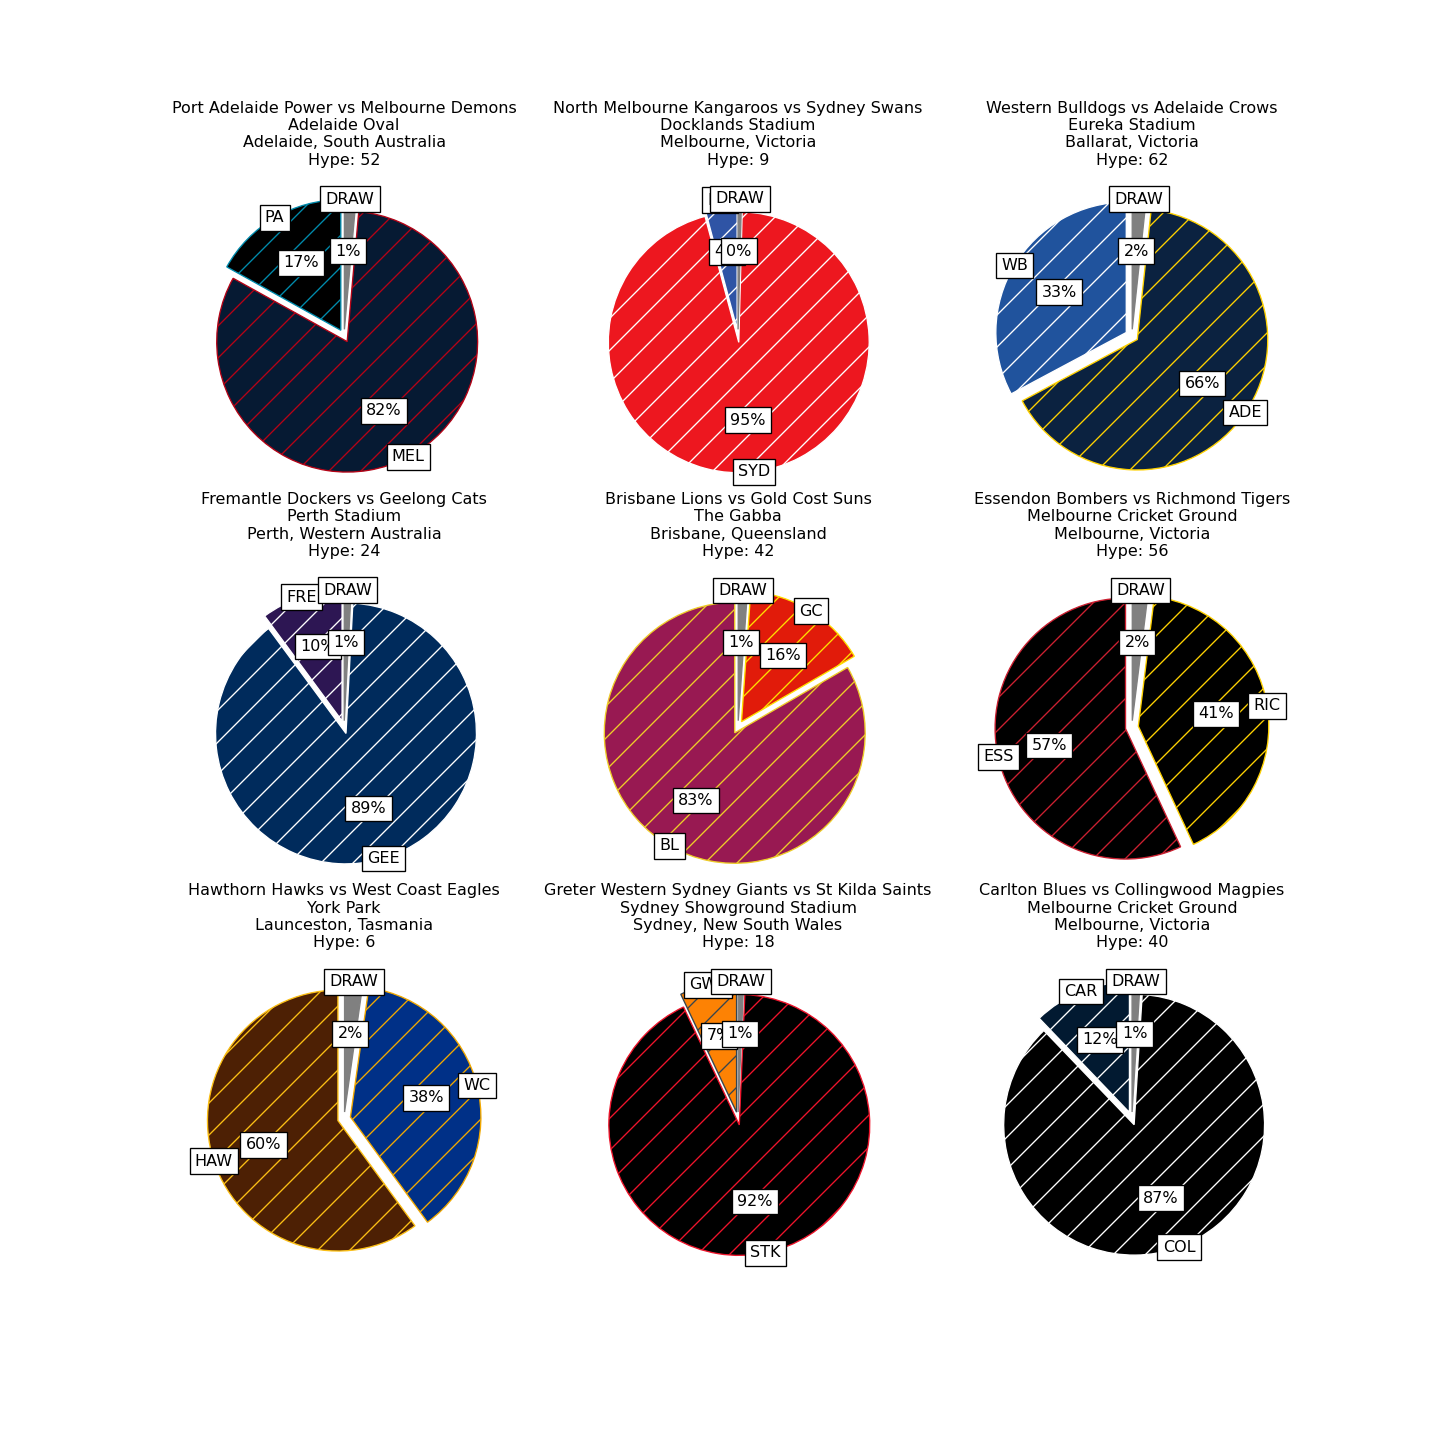 Port Adelaide Power vs Melbourne Demons
Adelaide Oval
Adelaide, South Australia
Hype: 52
PA
DRAW
17%
1%
82%
MEL
North Melbourne Kangaroos vs Sydney Swans
Docklands Stadium
Melbourne, Victoria
Hype: 9
DRAW
4
0%
95%
SYD
Western Bulldogs vs Adelaide Crows
Eureka Stadium
Ballarat, Victoria
Hype: 62
DRAW
WB
2%
33%
66%
ADE
Fremantle Dockers vs Geelong Cats
Perth Stadium
Perth, Western Australia
Hype: 24
FRE
DRAW
10%
1%
89%
GEE
Brisbane Lions vs Gold Cost Suns
The Gabba
Brisbane, Queensland
Hype: 42
DRAW
GC
1%
16%
83%
BL
Essendon Bombers vs Richmond Tigers
Melbourne Cricket Ground
Melbourne, Victoria
Hype: 56
DRAW
2%
RIC
41%
57%
ESS
Hawthorn Hawks vs West Coast Eagles
York Park
Launceston, Tasmania
Hype: 6
DRAW
2%
WC
38%
60%
HAW
Greter Western Sydney Giants vs St Kilda Saints
Sydney Showground Stadium
Sydney, New South Wales
Hype: 18
GW
DRAW
7%
1%
92%
STK
Carlton Blues vs Collingwood Magpies
Melbourne Cricket Ground
Melbourne, Victoria
Hype: 40
CAR
DRAW
12%
1%
87%
COL